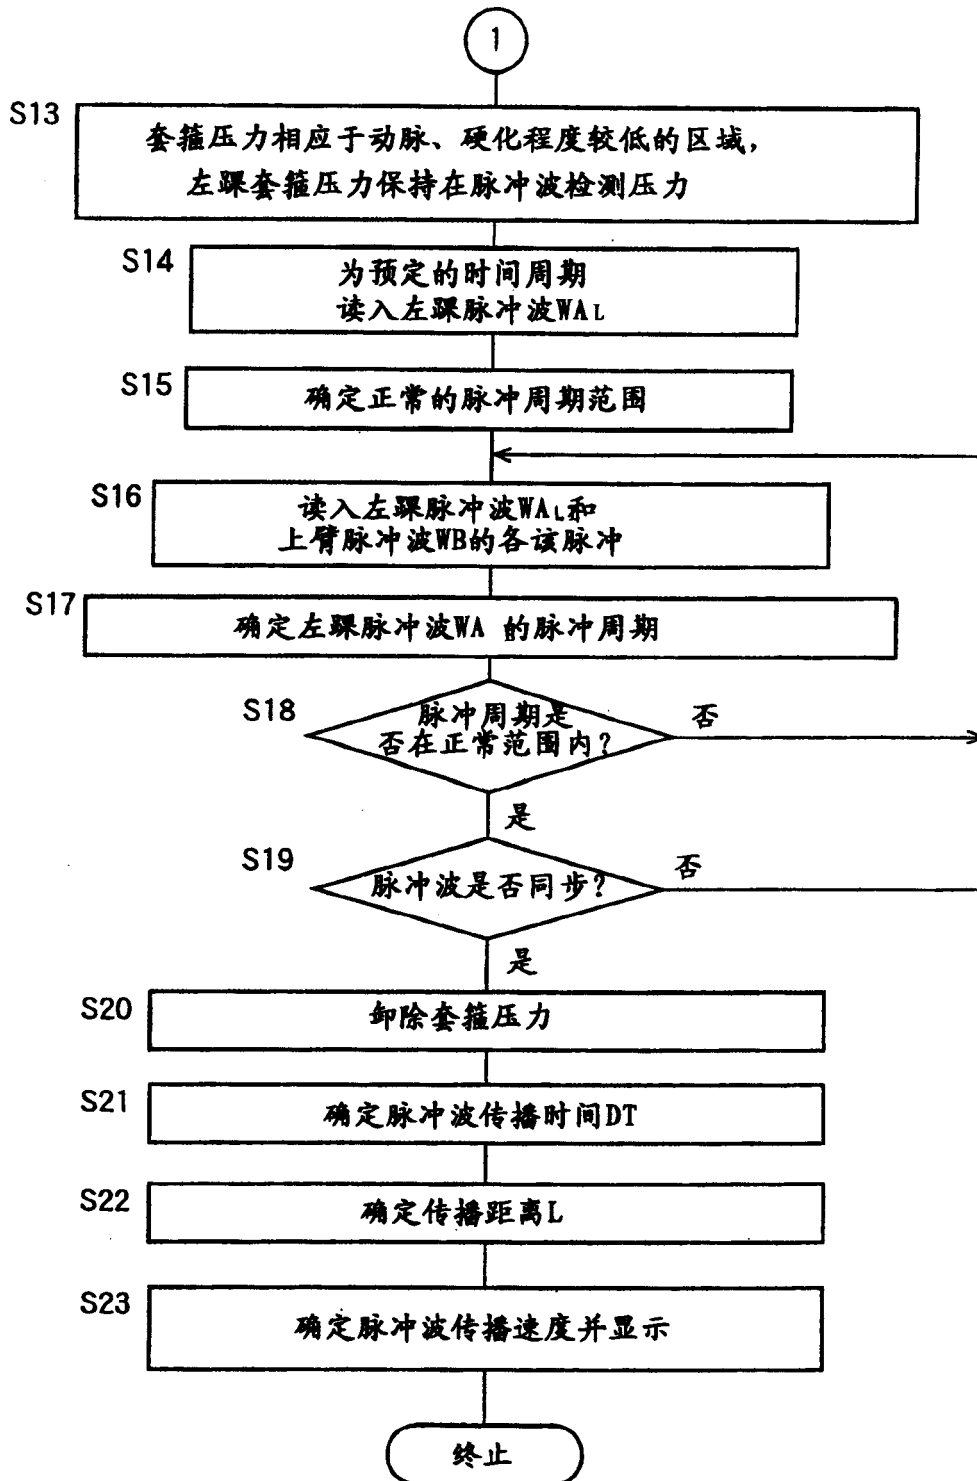 1
S13
套箍压力相应于动脉、硬化程度较低的区域，
左踝套箍压力保持在脉冲波检测压力
S14
为预定的时间周期
读入左踝脉冲波WAL
S15
确定正常的脉冲周期范围
S16
读入左踝脉冲波WAL和
上臂脉冲波WB的各该脉冲
S17
确定左踝脉冲波WA 的脉冲周期
S18
脉冲周期是
否在正常范围内？
否
是
S19
脉冲波是否同步？
否
是
S20
卸除套箍压力
S21
确定脉冲波传播时间DT
S22
确定传播距离L
S23
确定脉冲波传播速度并显示
终止